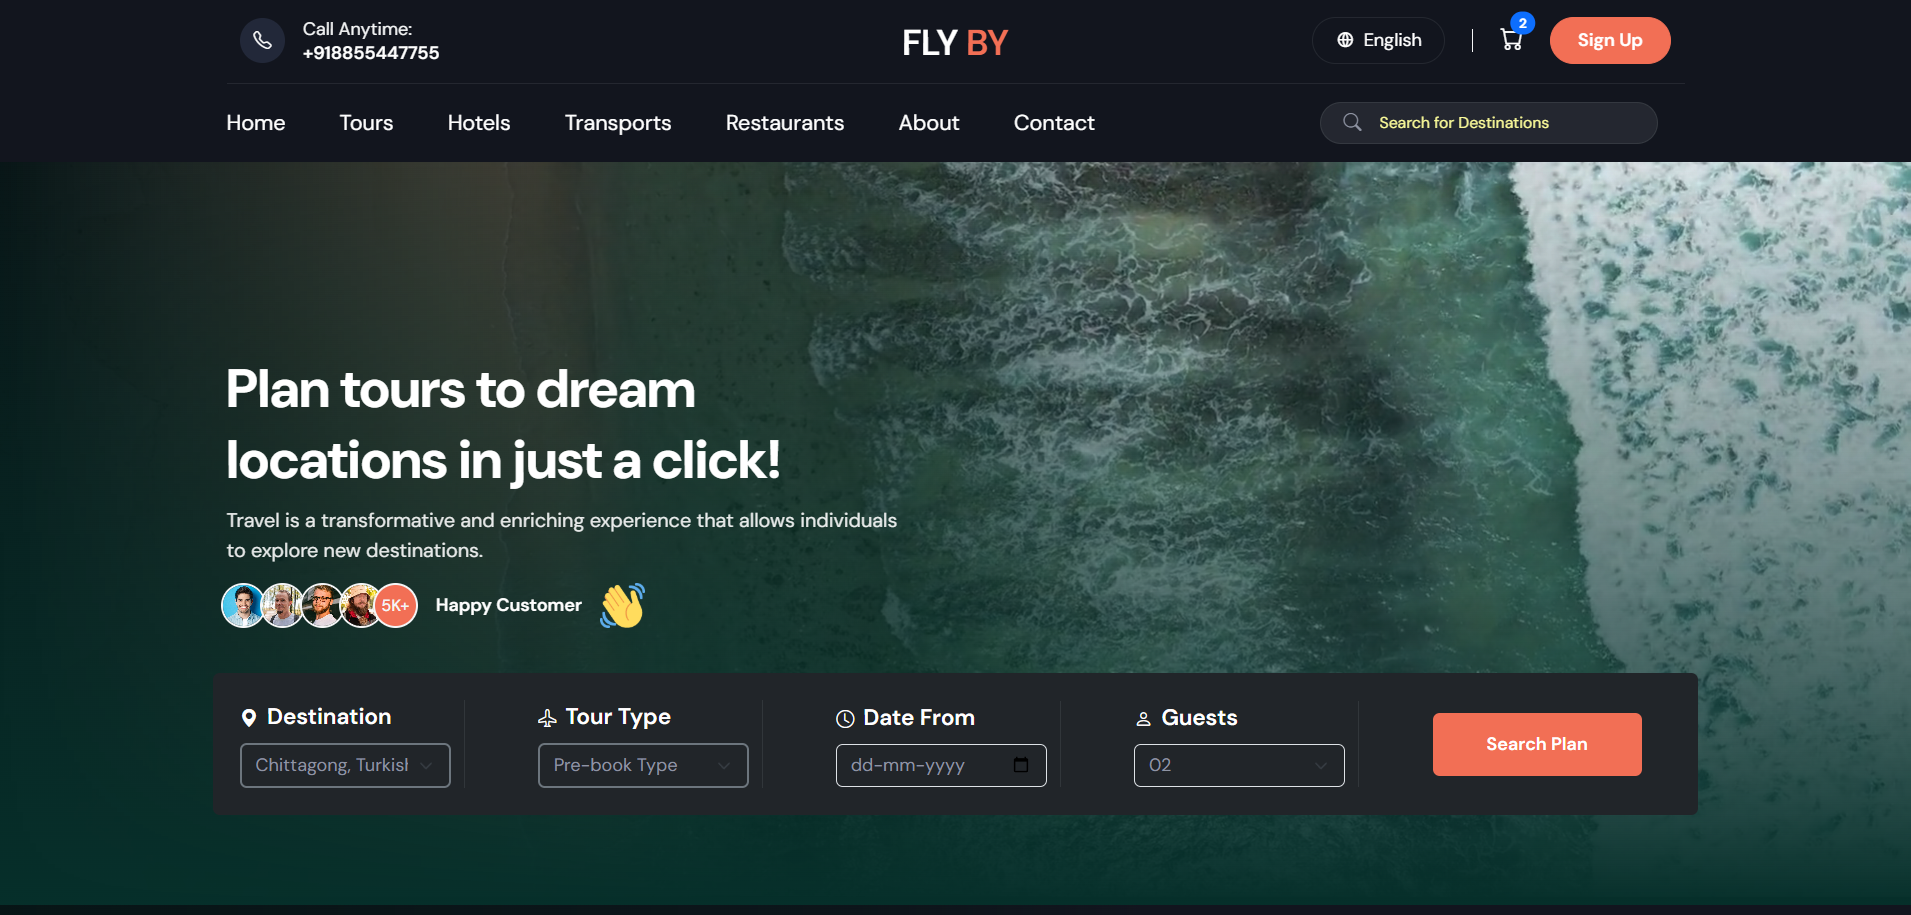 Call Anytime:
+918855447755
FLY BY
English
2
Sign Up
Home Tours Hotels Transports Restaurants About Contact
Search for Destinations
Plan tours to dream
locations in just a click!
Travel is a transformative and enriching experience that allows individuals
to explore new destinations.
5K+ Happy Customer
Destination
Chittagong, Turkish
Tour Type
Pre-book Type
Date From
dd-mm-yyyy
Guests
02
Search Plan